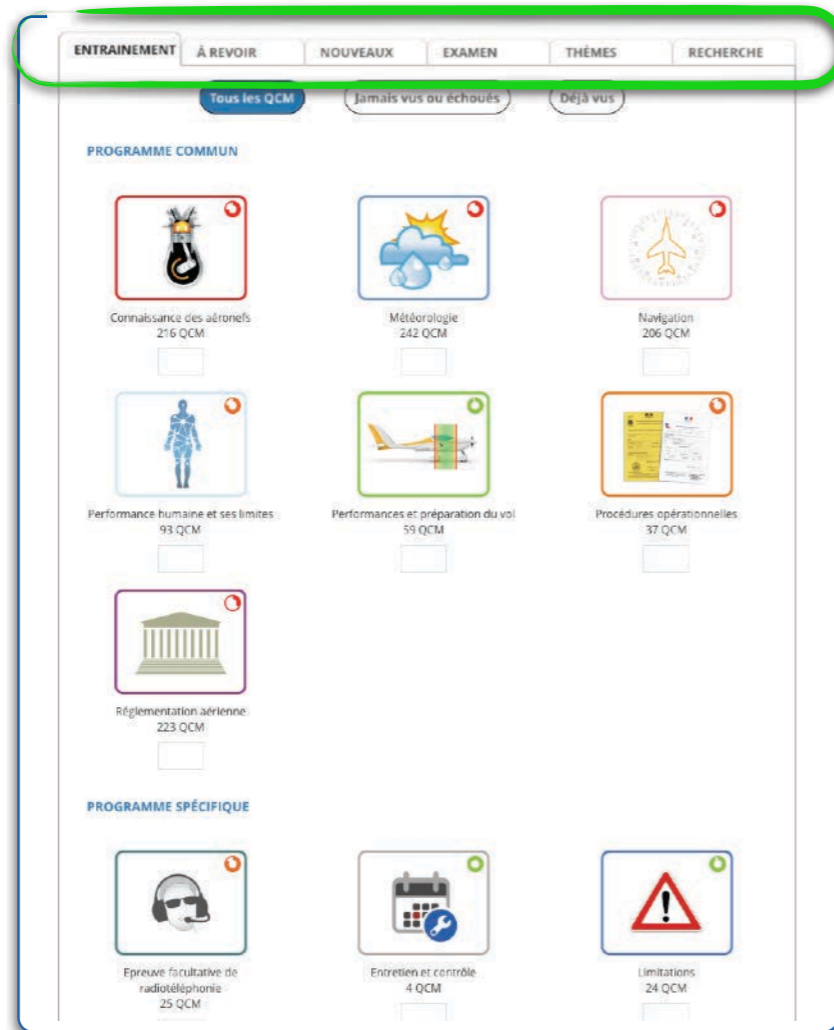 ENTRAINEMENT À REVOIR NOUVEAUX EXAMEN THÈMES RECHERCHE
Tous les QCM Jamais vus ou échoués Déjà vus
PROGRAMME COMMUN
Connaissance des aéronefs
216 QCM
Météorologie
242 QCM
Navigation
206 QCM
Performance humaine et ses limites
93 QCM
Performances et préparation du vol
59 QCM
Procédures opérationnelles
37 QCM
Réglementation aérienne
223 QCM
PROGRAMME SPÉCIFIQUE
Epreuve facultative de
radiotéléphonie
25 QCM
Entretien et contrôle
4 QCM
Limitations
24 QCM